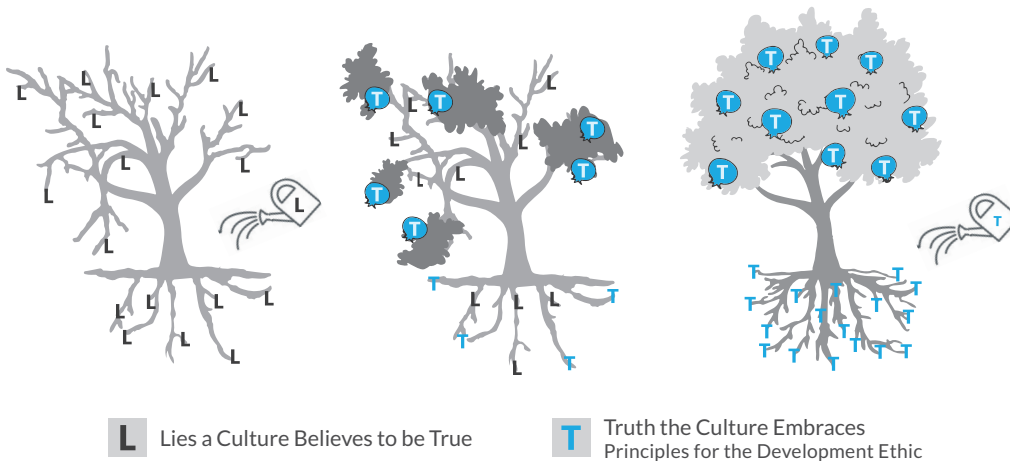 L L L L L L L L L L L L L L L L L L
L
T T T T T T T L L L L L T L L L T T T L
T T T T T T T T T T T T T T T T T T T T T T T T T T T
T
L Lies a Culture Believes to be True
T Truth the Culture Embraces
Principles for the Development Ethic